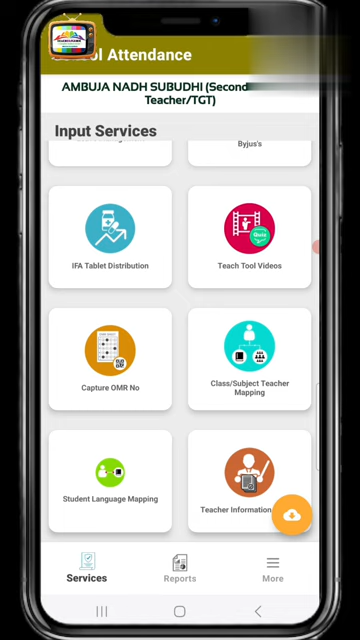 ol Attendance
AMBUJA NADH SUBUDHI (Second
Teacher/TGT)
Input Services
Byjus's
IFA Tablet Distribution
Quiz
Teach Tool Videos
Capture OMR No
Class/Subject Teacher
Mapping
Student Language Mapping
Teacher Information
Services
Reports
More